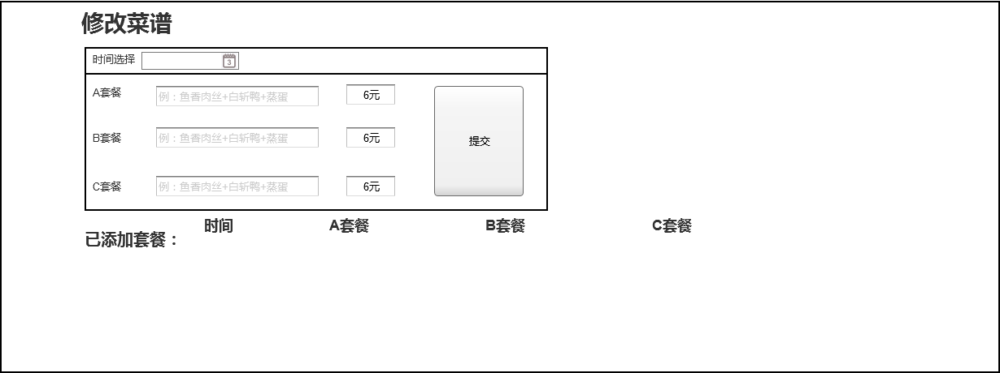 修改菜谱
时间选择 3
A套餐 例：鱼香肉丝+白斩鸭+蒸蛋 6元
B套餐 例：鱼香肉丝+白斩鸭+蒸蛋 6元
提交
C套餐 例：鱼香肉丝+白斩鸭+蒸蛋 6元
时间 A套餐 B套餐 C套餐
已添加套餐：